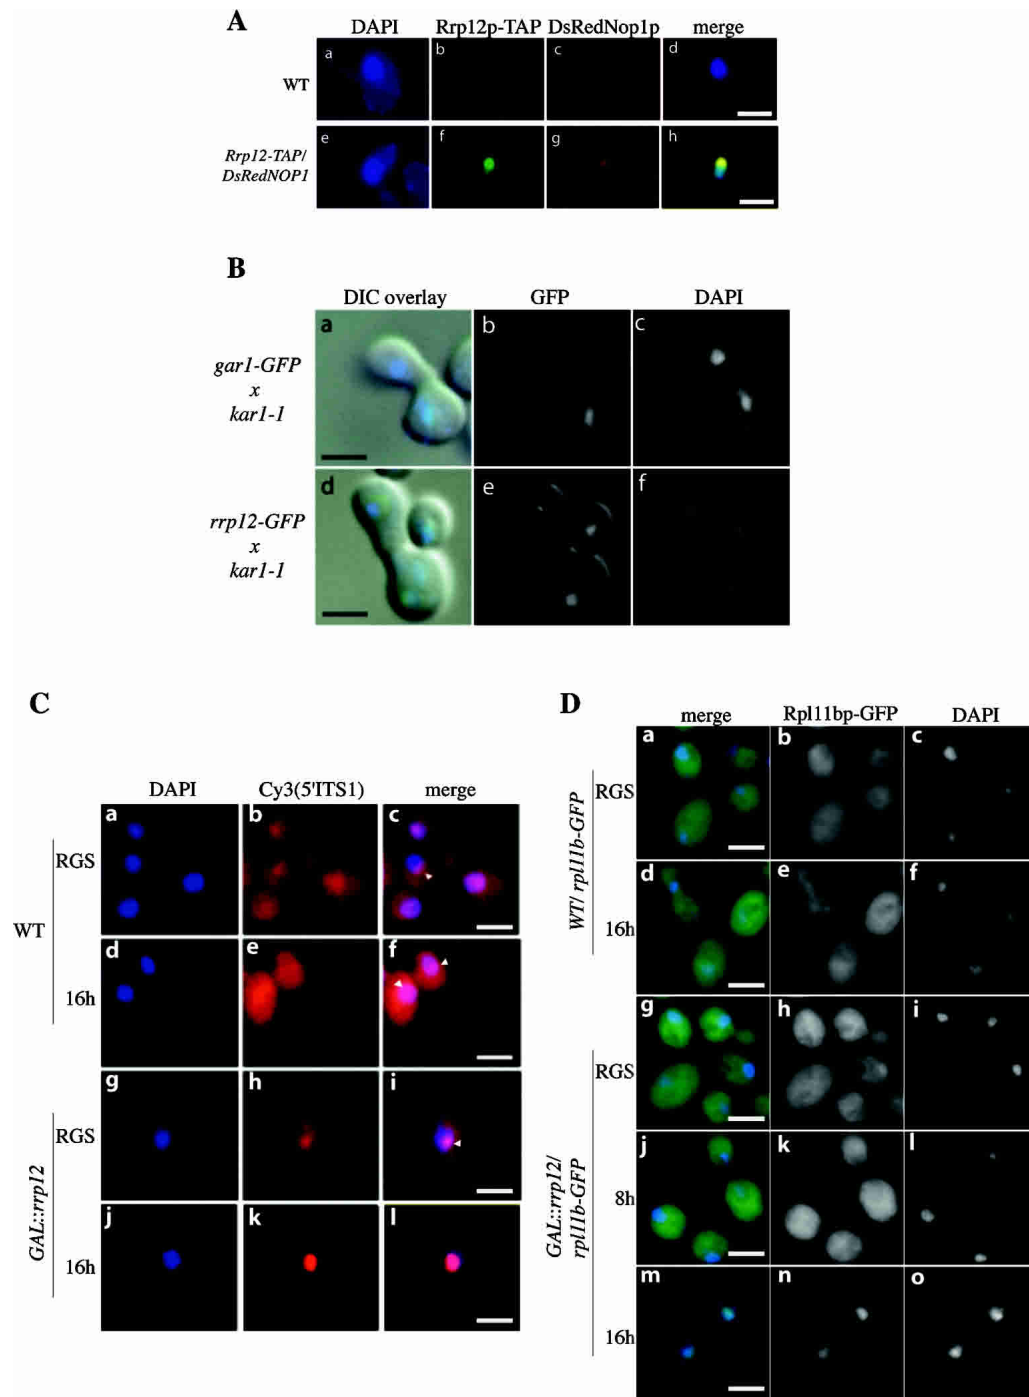 A
DAPI Rrp12p-TAP DsRedNop1p merge
WT a b c d
Rrp12-TAP/
DsRedNOP1
e f g h
B
DIC overlay GFP DAPI
a b c
gar1-GFP
x
kar1-1
d e f
rrp12-GFP
x
kar1-1
C
DAPI Cy3(5'ITS1) merge
WT
RGS a b c
16h d e f
GAL::rrp12
RGS g h i
16h j k l
D
merge Rpl11bp-GFP DAPI
WT/ rpl11b-GFP
RGS a b c
16h d e f
GAL::rrp12/
rpl11b-GFP
RGS g h i
8h j k l
16h m n o